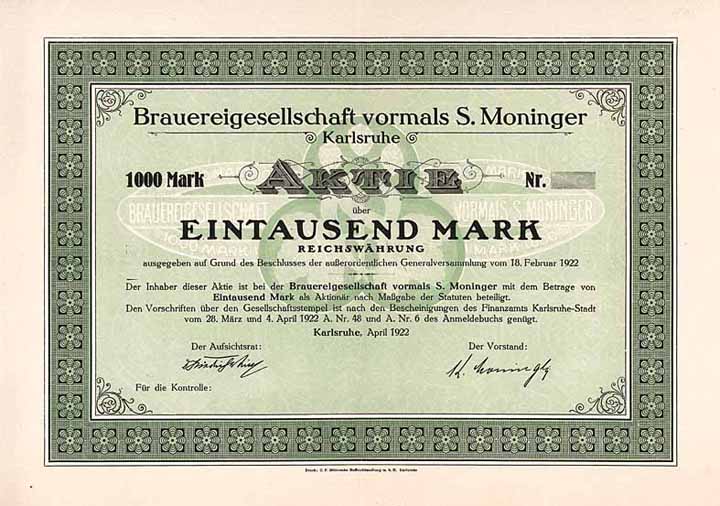 Brauereigesellschaft vormals S. Moninger
Karlsruhe
1000 Mark AKTIE Nr.
über
BRAUEREIGESELLSCHAFT VORMALS S. MONINGER
EINTAUSEND MARK
REICHSWÄHRUNG
ausgegeben auf Grund des Beschlusses der außerordentlichen Generalversammlung vom 18. Februar 1922
Der Inhaber dieser Aktie ist bei der Brauereigesellschaft vormals S. Moninger mit dem Betrage von
Eintausend Mark als Aktionär nach Maßgabe der Statuten beteiligt.
Den Vorschriften über den Gesellschaftsstempel ist nach den Bescheinigungen des Finanzamts Karlsruhe-Stadt
vom 28. März und 4. April 1922 A. Nr. 48 und A. Nr. 6 des Anmeldebuchs genügt.
Karlsruhe, April 1922
Der Aufsichtsrat: Der Vorstand:
Für die Kontrolle: